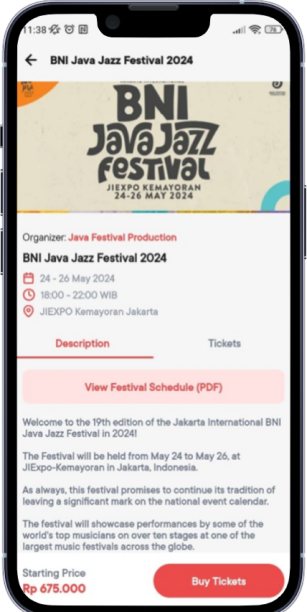 11:38
BNI Java Jazz Festival 2024
BNI
JavaJazz
FESTIVAL
JIEXPO KEMAYORAN
24-26 MAY 2024
Organizer: Java Festival Production
BNI Java Jazz Festival 2024
24 - 26 May 2024
18:00 - 22:00 WIB
JIEXPO Kemayoran Jakarta
Description Tickets
View Festival Schedule (PDF)
Welcome to the 19th edition of the Jakarta International BNI
Java Jazz Festival in 2024!
The Festival will be held from May 24 to May 26, at
JIExpo-Kemayoran in Jakarta, Indonesia.
As always, this festival promises to continue its tradition of
leaving a significant mark on the national event calendar.
The festival will showcase performances by some of the
world's top musicians on over ten stages at one of the
largest music festivals across the globe.
Starting Price
Rp 675.000
Buy Tickets